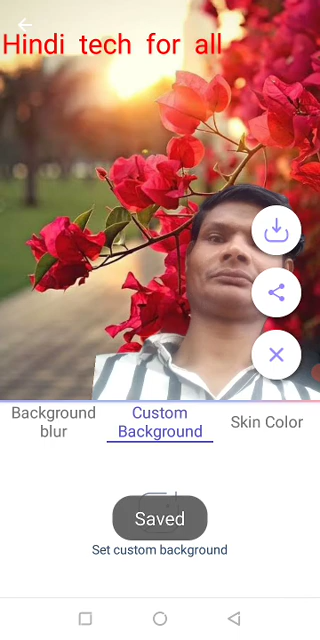 Hindi tech for all
Background
blur
Custom
Background
Skin Color
Saved
Set custom background